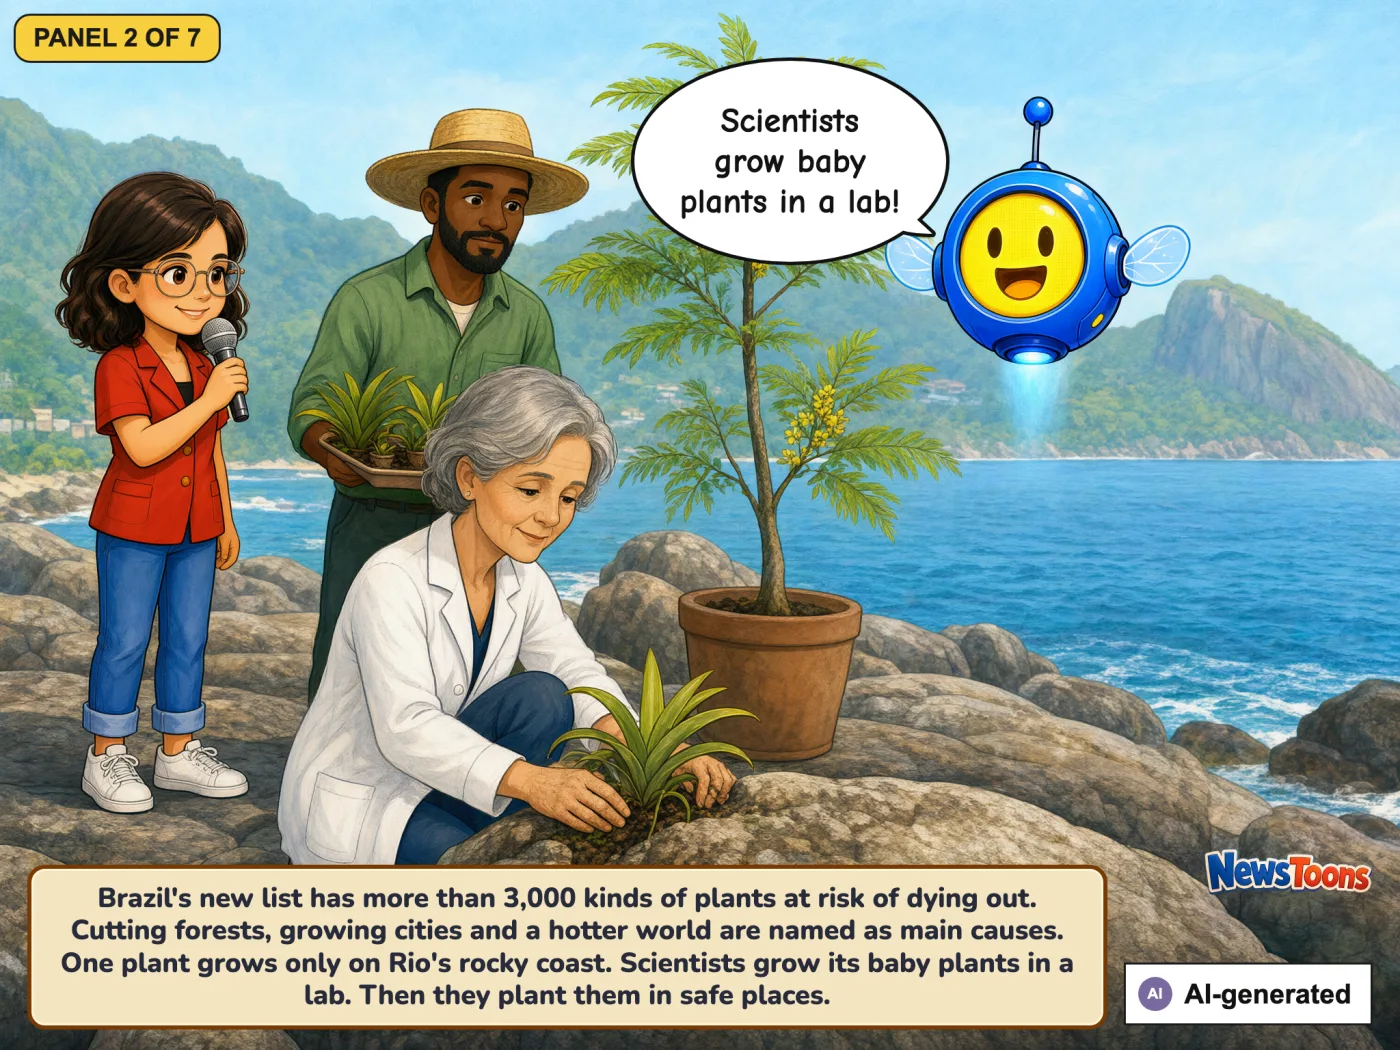 PANEL 2 OF 7
Scientists
grow baby
plants in a lab!
Brazil's new list has more than 3,000 kinds of plants at risk of dying out.
Cutting forests, growing cities and a hotter world are named as main causes.
One plant grows only on Rio's rocky coast. Scientists grow its baby plants in a
lab. Then they plant them in safe places.
NewsToons
AI AI-generated